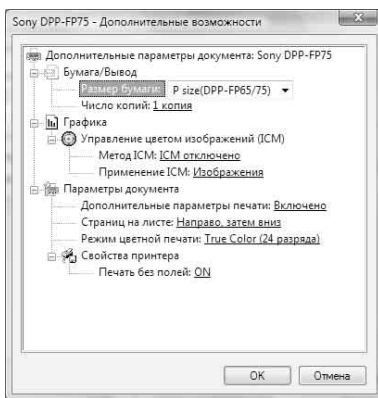 Sony DPP-FP75 - Дополнительные возможности
Дополнительные параметры документа: Sony DPP-FP75
Бумага/Вывод
Размер бумаги: P size(DPP-FP65/75)
Число копий: 1 копия
Графика
Управление цветом изображений (ICM)
Метод ICM: ICM отключено
Применение ICM: Изображения
Параметры документа
Дополнительные параметры печати: Включено
Страниц на листе: Направо, затем вниз
Режим цветной печати: True Color (24 разряда)
Свойства принтера
Печать без полей: ON
OK
Отмена